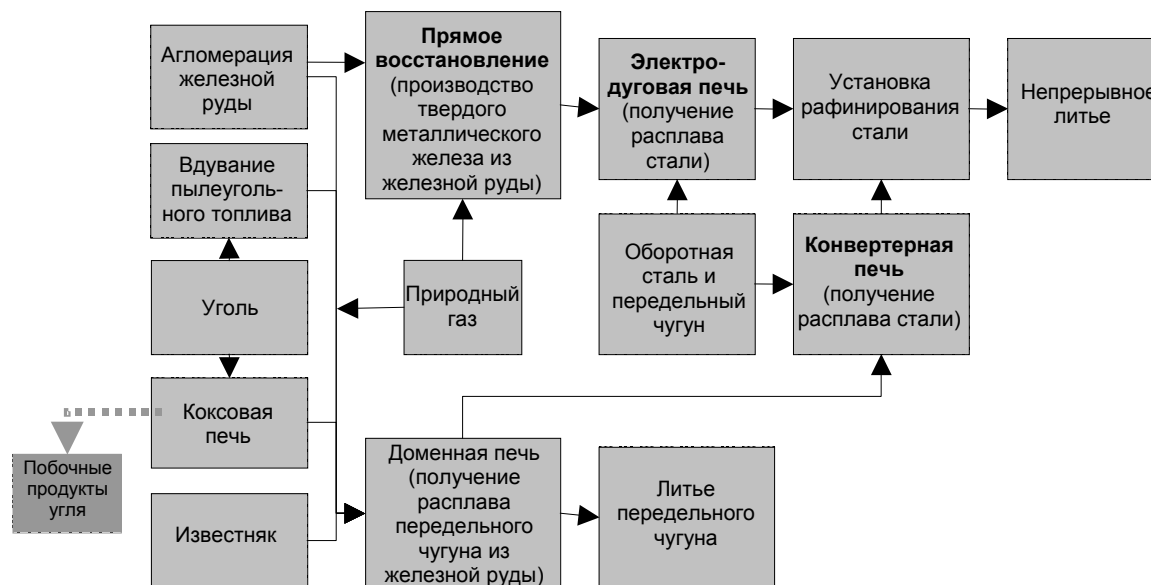 Агломерация
железной
руды
Прямое
восстановление
(производство
твердого
металлического
железа из
железной руды)
Электро-
дуговая печь
(получение
расплава
стали)
Установка
рафинирования
стали
Непрерывное
литье
Вдувание
пылеуголь-
ного топлива
Уголь
Природный
газ
Оборотная
сталь и
передельный
чугун
Конвертерная
печь
(получение
расплава стали)
Коксовая
печь
Побочные
продукты
угля
Известняк
Доменная печь
(получение
расплава
передельного
чугуна из
железной руды)
Литье
передельного
чугуна